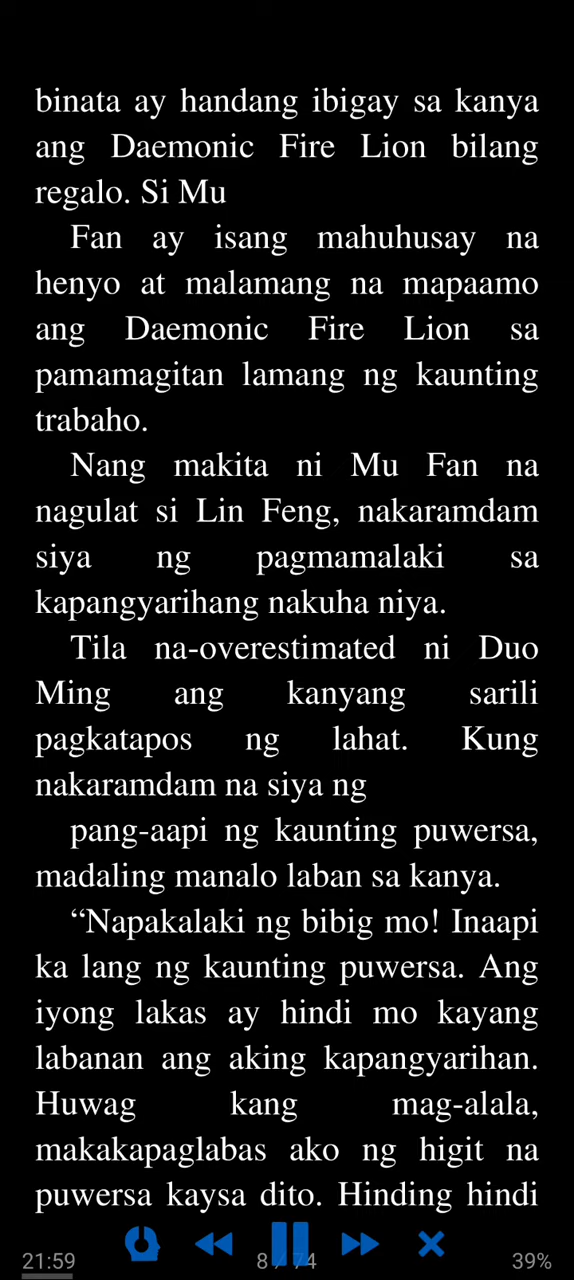 binata ay handang ibigay sa kanya
ang Daemonic Fire Lion bilang
regalo. Si Mu
Fan ay isang mahuhusay na
henyo at malamang na mapaamo
ang Daemonic Fire Lion sa
pamamagitan lamang ng kaunting
trabaho.
Nang makita ni Mu Fan na
nagulat si Lin Feng, nakaramdam
siya ng pagmamalaki sa
kapangyarihang nakuha niya.
Tila na-overestimated ni Duo
Ming ang kanyang sarili
pagkatapos ng lahat. Kung
nakaramdam na siya ng
pang-aapi ng kaunting puwersa,
madaling manalo laban sa kanya.
“Napakalaki ng bibig mo! Inaapi
ka lang ng kaunting puwersa. Ang
iyong lakas ay hindi mo kayang
labanan ang aking kapangyarihan.
Huwag kang mag-alala,
makakapaglabas ako ng higit na
puwersa kaysa dito. Hinding hindi
21:59 8 / 74 39%